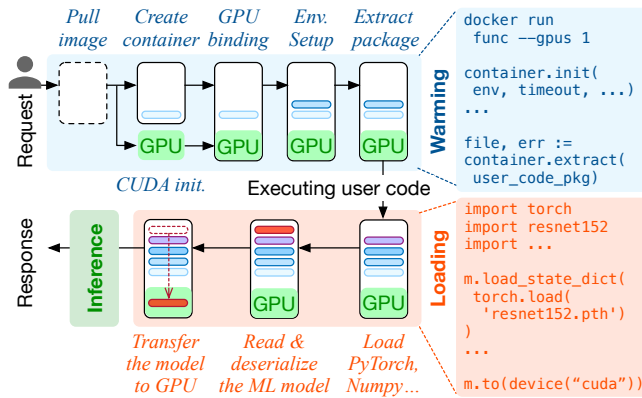 Pull image
Create container
GPU binding
Env. Setup
Extract package
Request
GPU
GPU
GPU
GPU
CUDA init.
Warming
docker run
func --gpus 1
container.init(
env, timeout, ...)
...
file, err :=
container.extract(
user_code_pkg)
Executing user code
Response
Inference
GPU
GPU
GPU
Transfer the model to GPU
Read & deserialize the ML model
Load PyTorch, Numpy...
Loading
import torch
import resnet152
import ...
m.load_state_dict(
torch.load(
'resnet152.pth')
)
...
m.to(device(“cuda”))